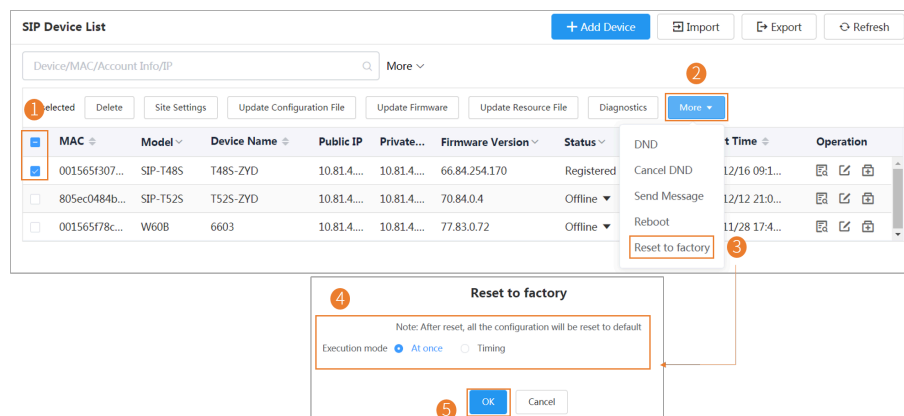 SIP Device List
+ Add Device
Import
Export
Refresh
Device/MAC/Account Info/IP
More
2
1
selected
Delete
Site Settings
Update Configuration File
Update Firmware
Update Resource File
Diagnostics
More
MAC Model Device Name Public IP Private... Firmware Version Status t Time Operation
001565f307... SIP-T48S T48S-ZYD 10.81.4.... 10.81.4.... 66.84.254.170 Registered 12/16 09:1...
805ec0484b... SIP-T52S T52S-ZYD 10.81.4.... 10.81.4.... 70.84.0.4 Offline 12/12 21:0...
001565f78c... W60B 6603 10.81.4.... 10.81.4.... 77.83.0.72 Offline 11/28 17:4...
DND
Cancel DND
Send Message
Reboot
Reset to factory
3
4
Reset to factory
Note: After reset, all the configuration will be reset to default
Execution mode At once Timing
5
OK
Cancel